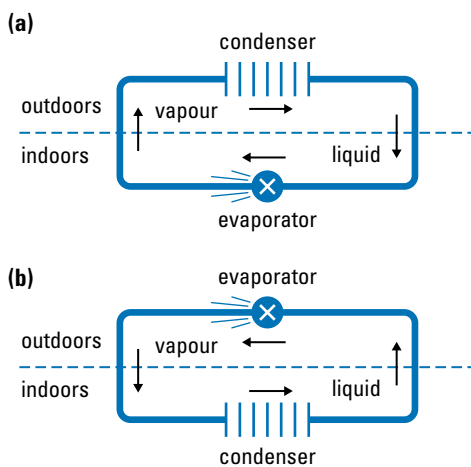 (a)
condenser
outdoors
vapour
indoors
liquid
evaporator
(b)
evaporator
outdoors
vapour
indoors
liquid
condenser